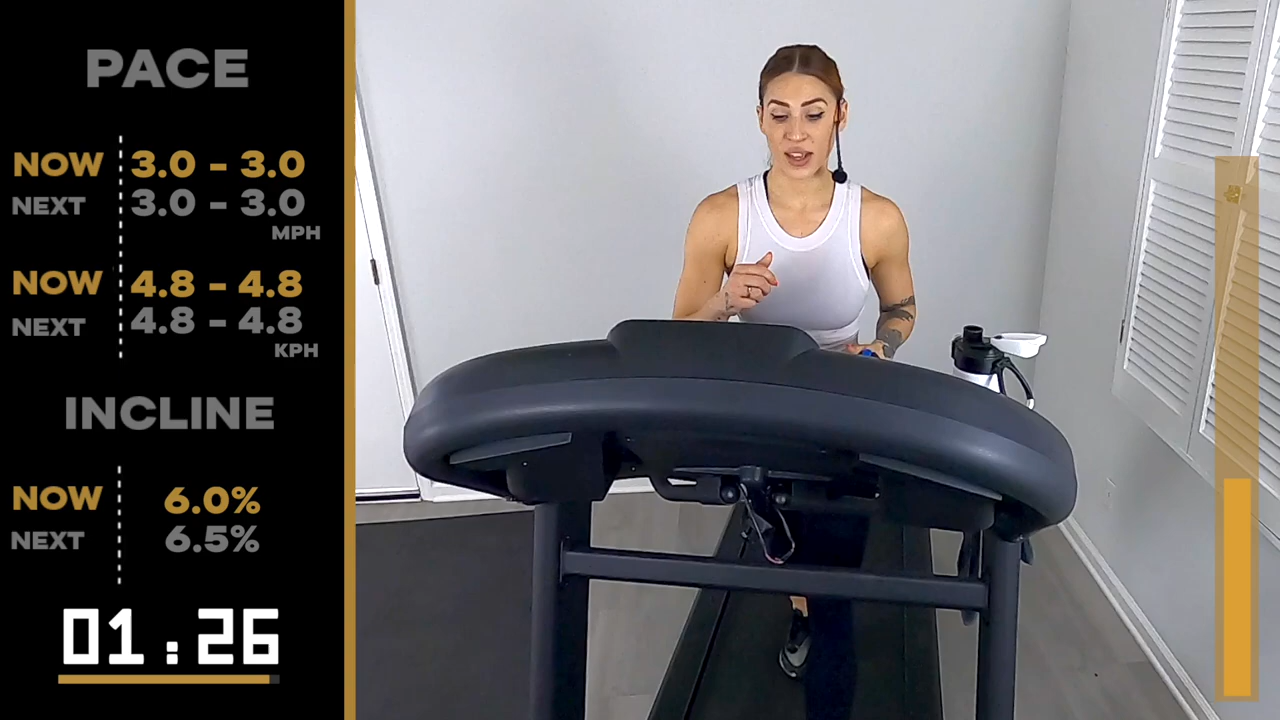 PACE
NOW 3.0 - 3.0
NEXT 3.0 - 3.0
MPH
NOW 4.8 - 4.8
NEXT 4.8 - 4.8
KPH
INCLINE
NOW 6.0%
NEXT 6.5%
01:26